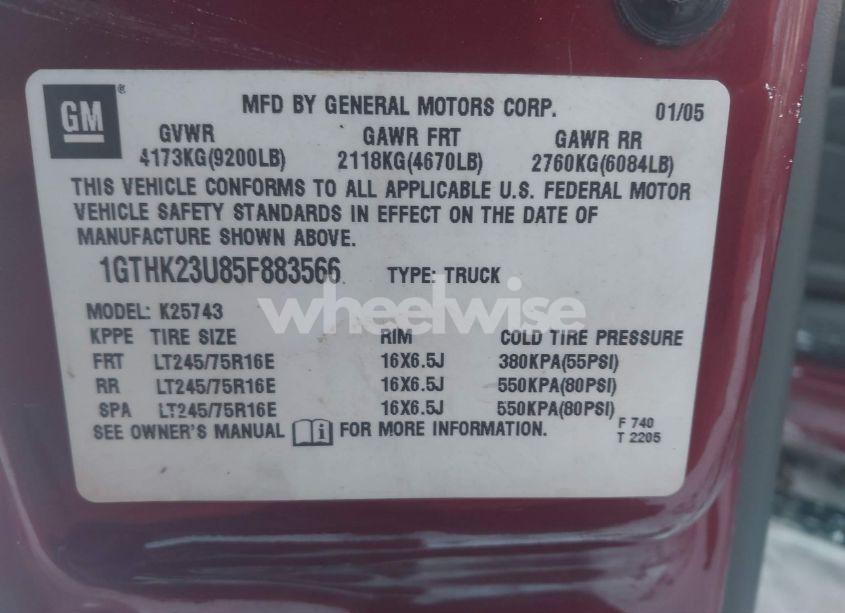 GM ®
MFD BY GENERAL MOTORS CORP. 01/05
GVWR GAWR FRT GAWR RR
4173KG(9200LB) 2118KG(4670LB) 2760KG(6084LB)
THIS VEHICLE CONFORMS TO ALL APPLICABLE U.S. FEDERAL MOTOR
VEHICLE SAFETY STANDARDS IN EFFECT ON THE DATE OF
MANUFACTURE SHOWN ABOVE.
1GTHK23U85F883566 TYPE: TRUCK
wheelwise
MODEL: K25743
KPPE TIRE SIZE RIM COLD TIRE PRESSURE
FRT LT245/75R16E 16X6.5J 380KPA(55PSI)
RR LT245/75R16E 16X6.5J 550KPA(80PSI)
SPA LT245/75R16E 16X6.5J 550KPA(80PSI)
SEE OWNER'S MANUAL i FOR MORE INFORMATION.
F 740
T 2205